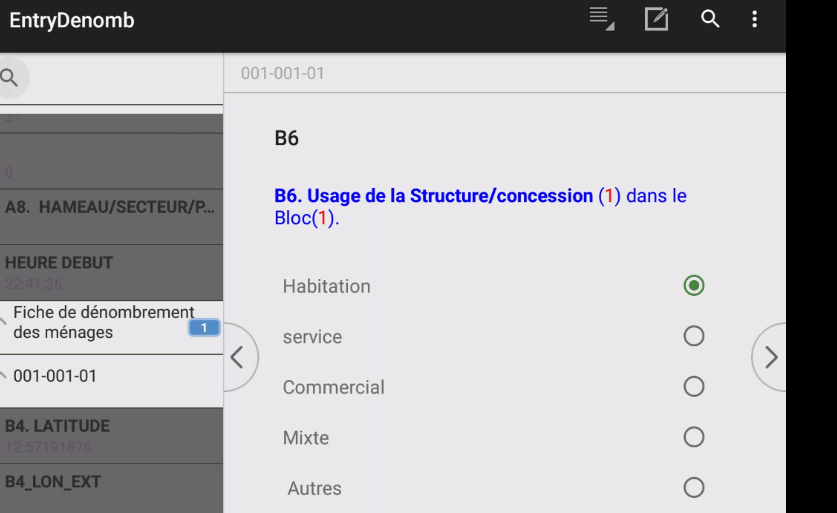 EntryDenomb
001-001-01
21
0
A8. HAMEAU/SECTEUR/P...
HEURE DEBUT
22:41:36
Fiche de dénombrement
des ménages
1
001-001-01
B4. LATITUDE
12.57191876
B4_LON_EXT
B6
B6. Usage de la Structure/concession (1) dans le
Bloc(1).
Habitation
service
Commercial
Mixte
Autres